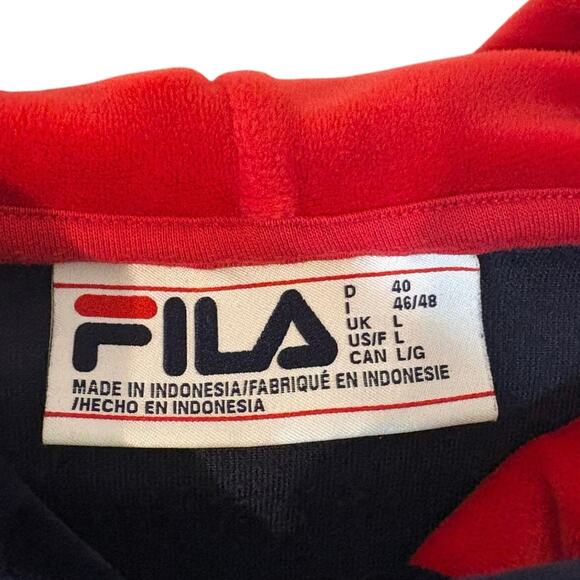 FILA
D 40
I 46/48
UK L
US/F L
CAN L/G
MADE IN INDONESIA/FABRIQUÉ EN INDONESIE
/HECHO EN INDONESIA